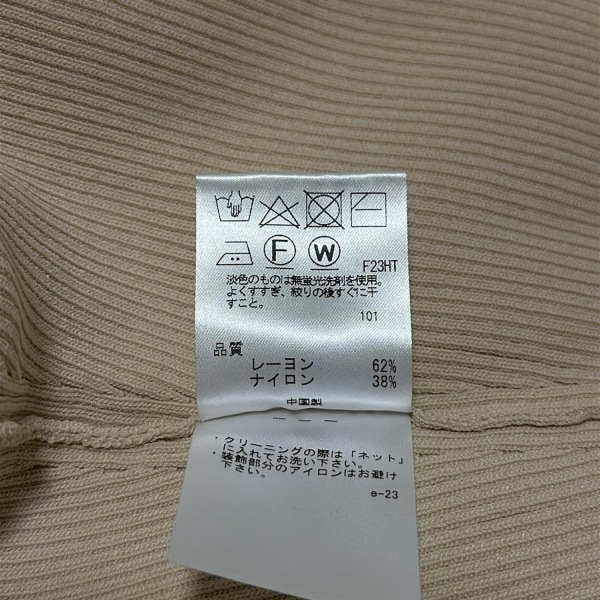 F W F23HT
淡色のものは無蛍光洗剤を使用。
よくすすぎ、絞りの後すぐに干
すこと。
101
品質
レーヨン 62%
ナイロン 38%
中国製
・クリーニングの際は「ネット」
に入れてお洗い下さい。
・装飾部分のアイロンはお避け
下さい。
e-23